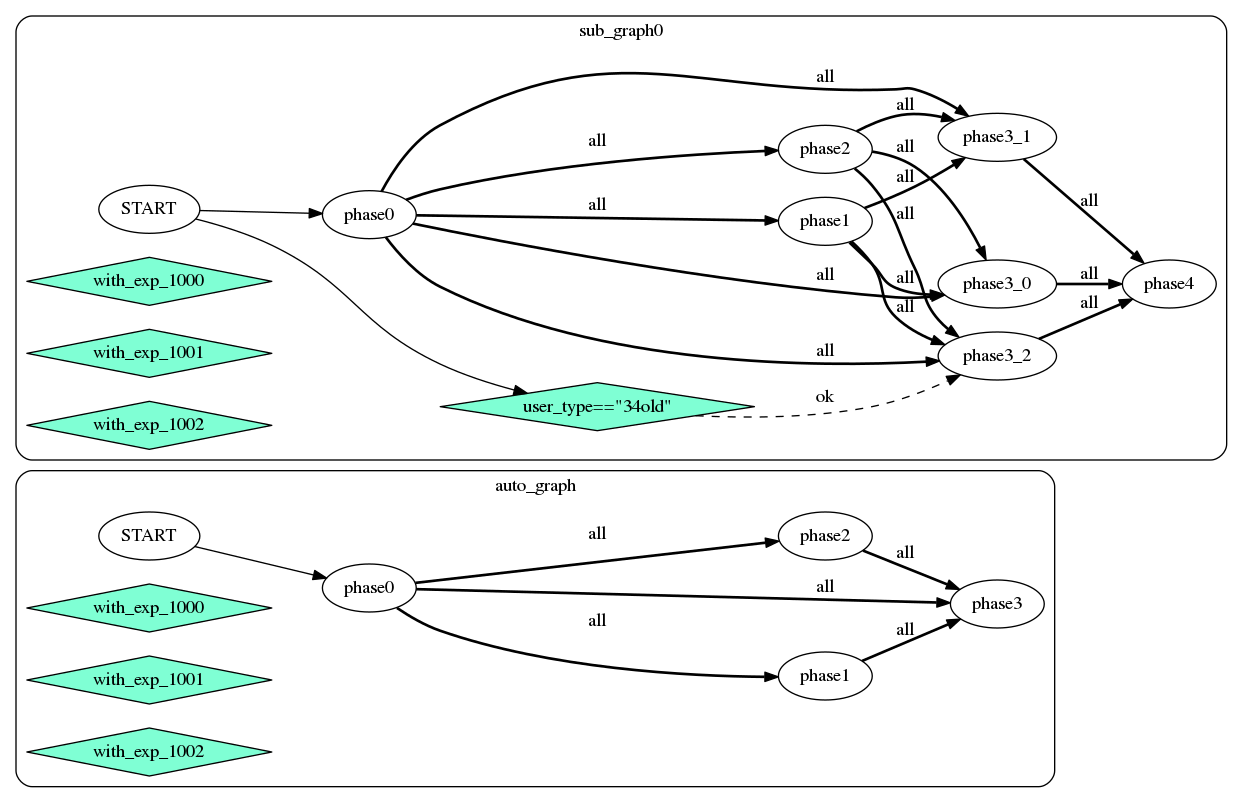 sub_graph0
all
all
all
all
phase3_1
phase2
all
all
START
phase0
all
phase1
all
all
with_exp_1000
all
all
phase3_0
all
phase4
all
all
with_exp_1001
all
phase3_2
user_type=="34old"
ok
with_exp_1002
auto_graph
START
all
phase2
all
phase0
all
phase3
with_exp_1000
all
all
phase1
with_exp_1001
with_exp_1002